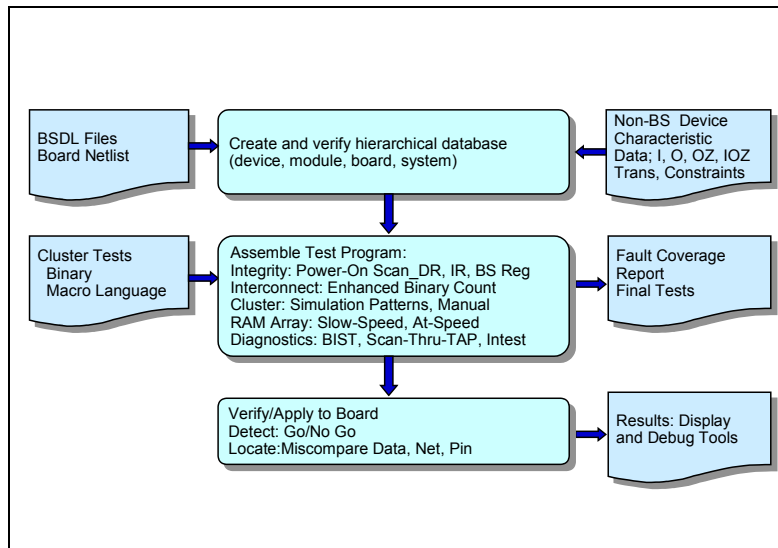 BSDL Files
Board Netlist
Create and verify hierarchical database
(device, module, board, system)
Non-BS Device
Characteristic
Data; I, O, OZ, IOZ
Trans, Constraints
Cluster Tests
Binary
Macro Language
Assemble Test Program:
Integrity: Power-On Scan_DR, IR, BS Reg
Interconnect: Enhanced Binary Count
Cluster: Simulation Patterns, Manual
RAM Array: Slow-Speed, At-Speed
Diagnostics: BIST, Scan-Thru-TAP, Intest
Fault Coverage
Report
Final Tests
Verify/Apply to Board
Detect: Go/No Go
Locate:Miscompare Data, Net, Pin
Results: Display
and Debug Tools